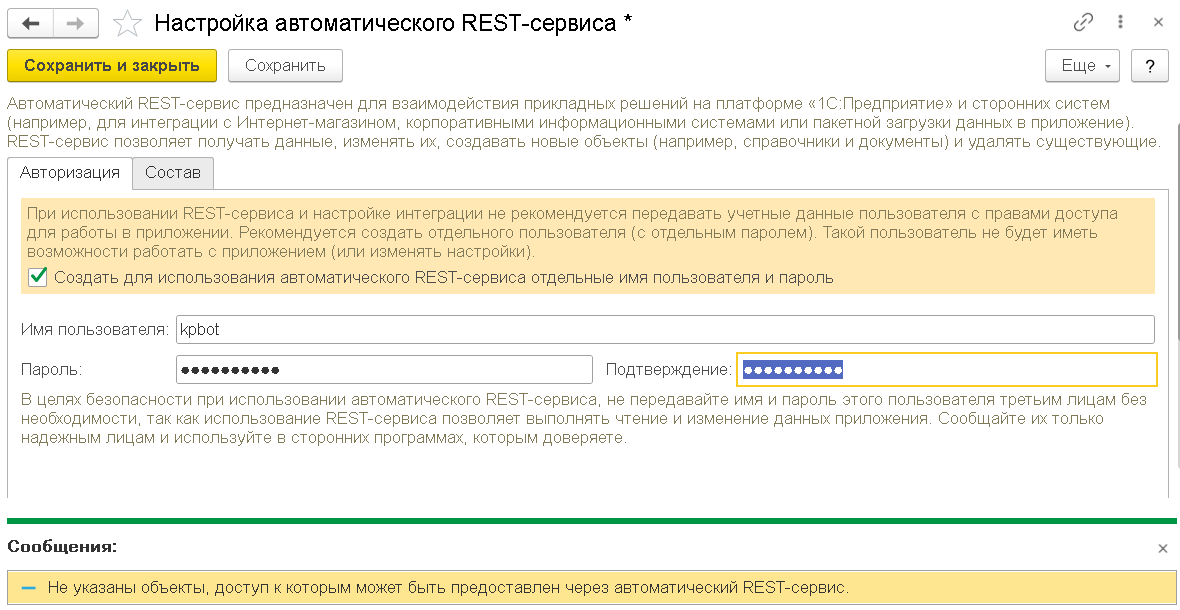 Настройка автоматического REST-сервиса *
Сохранить и закрыть
Сохранить
Еще
?
Автоматический REST-сервис предназначен для взаимодействия прикладных решений на платформе «1С:Предприятие» и сторонних систем
(например, для интеграции с Интернет-магазином, корпоративными информационными системами или пакетной загрузки данных в приложение).
REST-сервис позволяет получать данные, изменять их, создавать новые объекты (например, справочники и документы) и удалять существующие.
Авторизация
Состав
При использовании REST-сервиса и настройке интеграции не рекомендуется передавать учетные данные пользователя с правами доступа
для работы в приложении. Рекомендуется создать отдельного пользователя (с отдельным паролем). Такой пользователь не будет иметь
возможности работать с приложением (или изменять настройки).
Создать для использования автоматического REST-сервиса отдельные имя пользователя и пароль
Имя пользователя: kpbot
Пароль: ●●●●●●●●●● Подтверждение: ●●●●●●●●●●
В целях безопасности при использовании автоматического REST-сервиса, не передавайте имя и пароль этого пользователя третьим лицам без
необходимости, так как использование REST-сервиса позволяет выполнять чтение и изменение данных приложения. Сообщайте их только
надежным лицам и используйте в сторонних программах, которым доверяете.
Сообщения:
Не указаны объекты, доступ к которым может быть предоставлен через автоматический REST-сервис.